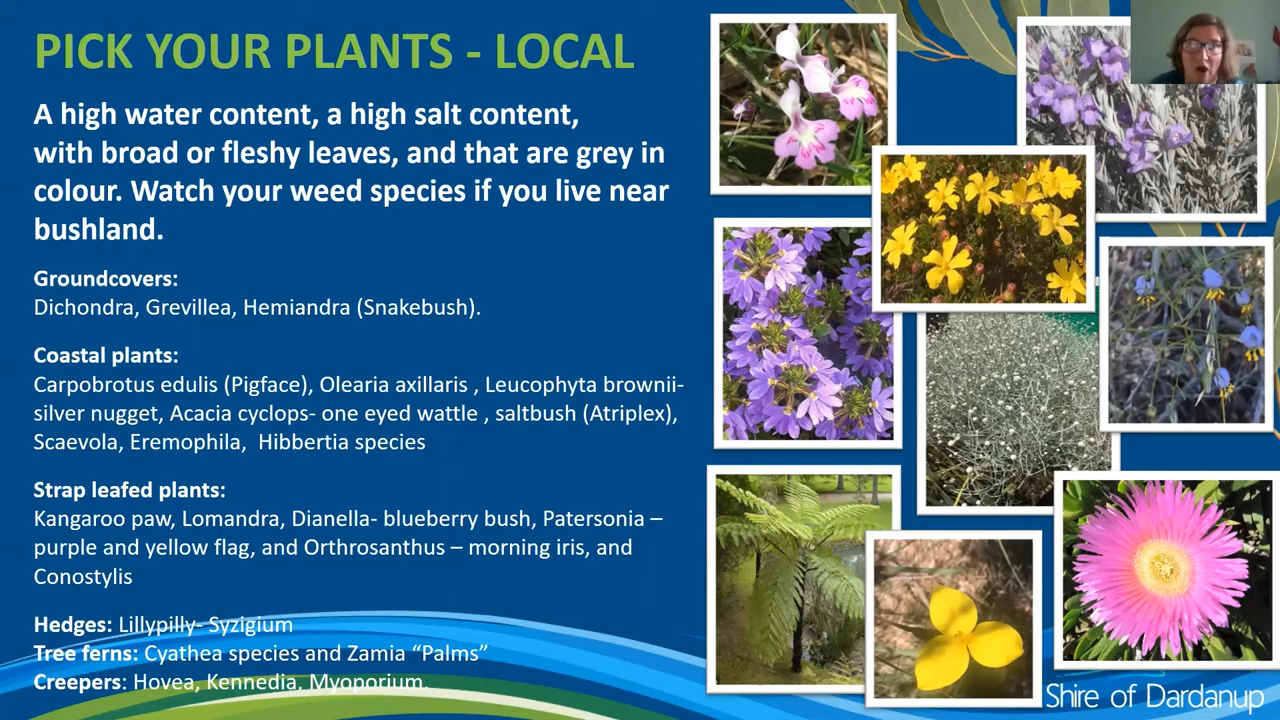 PICK YOUR PLANTS - LOCAL
A high water content, a high salt content,
with broad or fleshy leaves, and that are grey in
colour. Watch your weed species if you live near
bushland.
Groundcovers:
Dichondra, Grevillea, Hemiandra (Snakebush).
Coastal plants:
Carpobrotus edulis (Pigface), Olearia axillaris , Leucophyta brownii-
silver nugget, Acacia cyclops- one eyed wattle , saltbush (Atriplex),
Scaevola, Eremophila,  Hibbertia species
Strap leafed plants:
Kangaroo paw, Lomandra, Dianella- blueberry bush, Patersonia –
purple and yellow flag, and Orthrosanthus – morning iris, and
Conostylis
Hedges: Lillypilly- Syzigium
Tree ferns: Cyathea species and Zamia “Palms”
Creepers: Hovea, Kennedia, Myoporium.
Shire of Dardanup